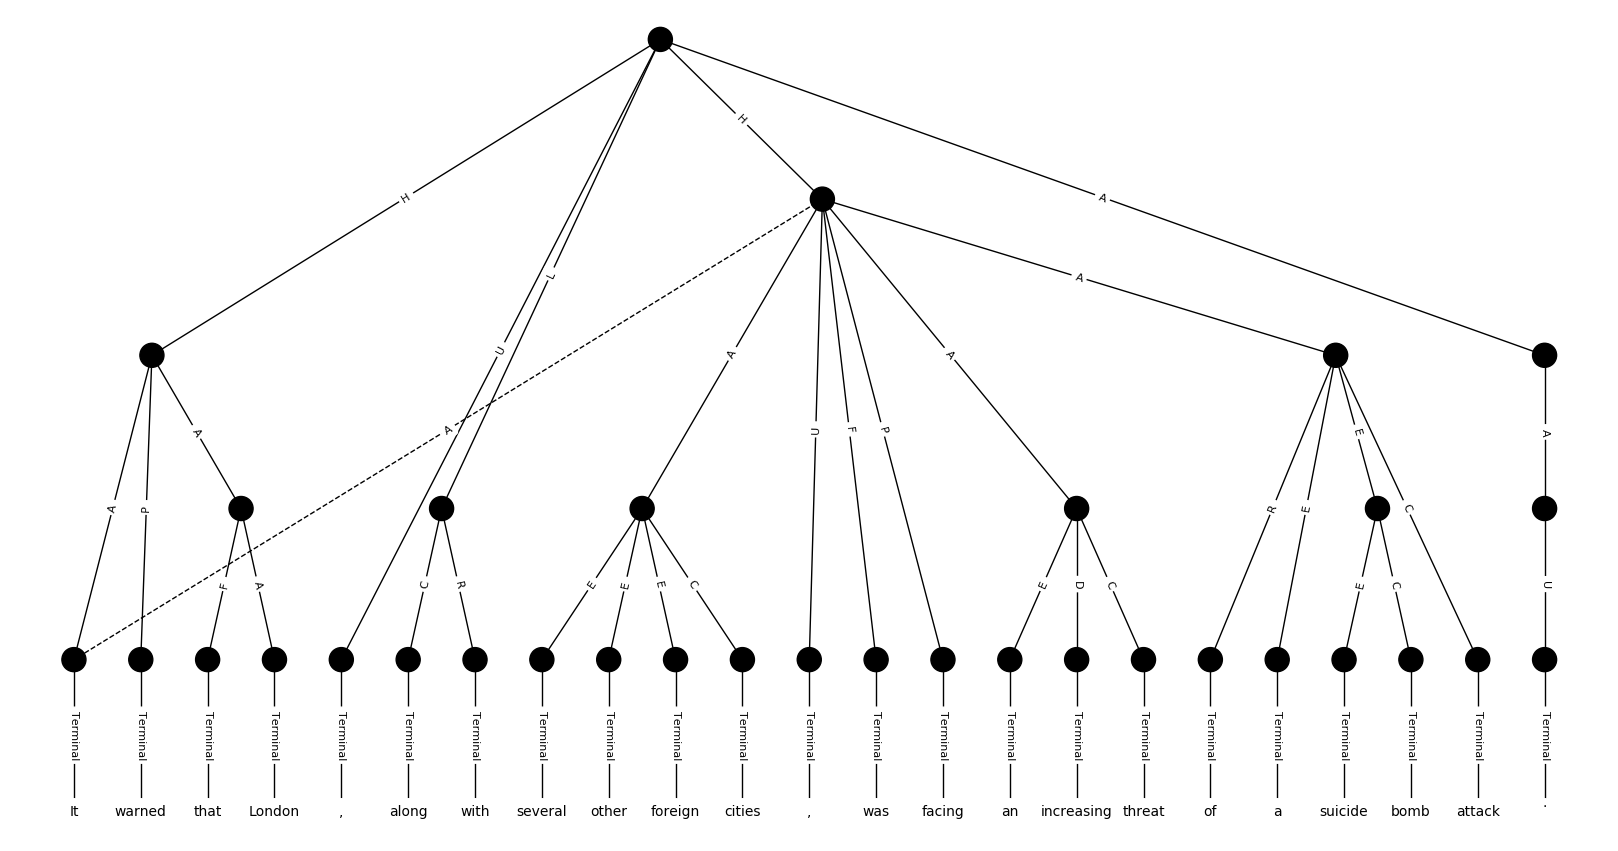 H
H
A
L
A
U
A
A
A
U
F
P
A
A
E
A
A
P
R
E
C
F
A
C
R
E
E
E
C
E
D
C
E
C
U
Terminal Terminal Terminal Terminal Terminal Terminal Terminal Terminal Terminal Terminal Terminal Terminal Terminal Terminal Terminal Terminal Terminal Terminal Terminal Terminal Terminal Terminal Terminal
It warned that London , along with several other foreign cities , was facing an increasing threat of a suicide bomb attack .